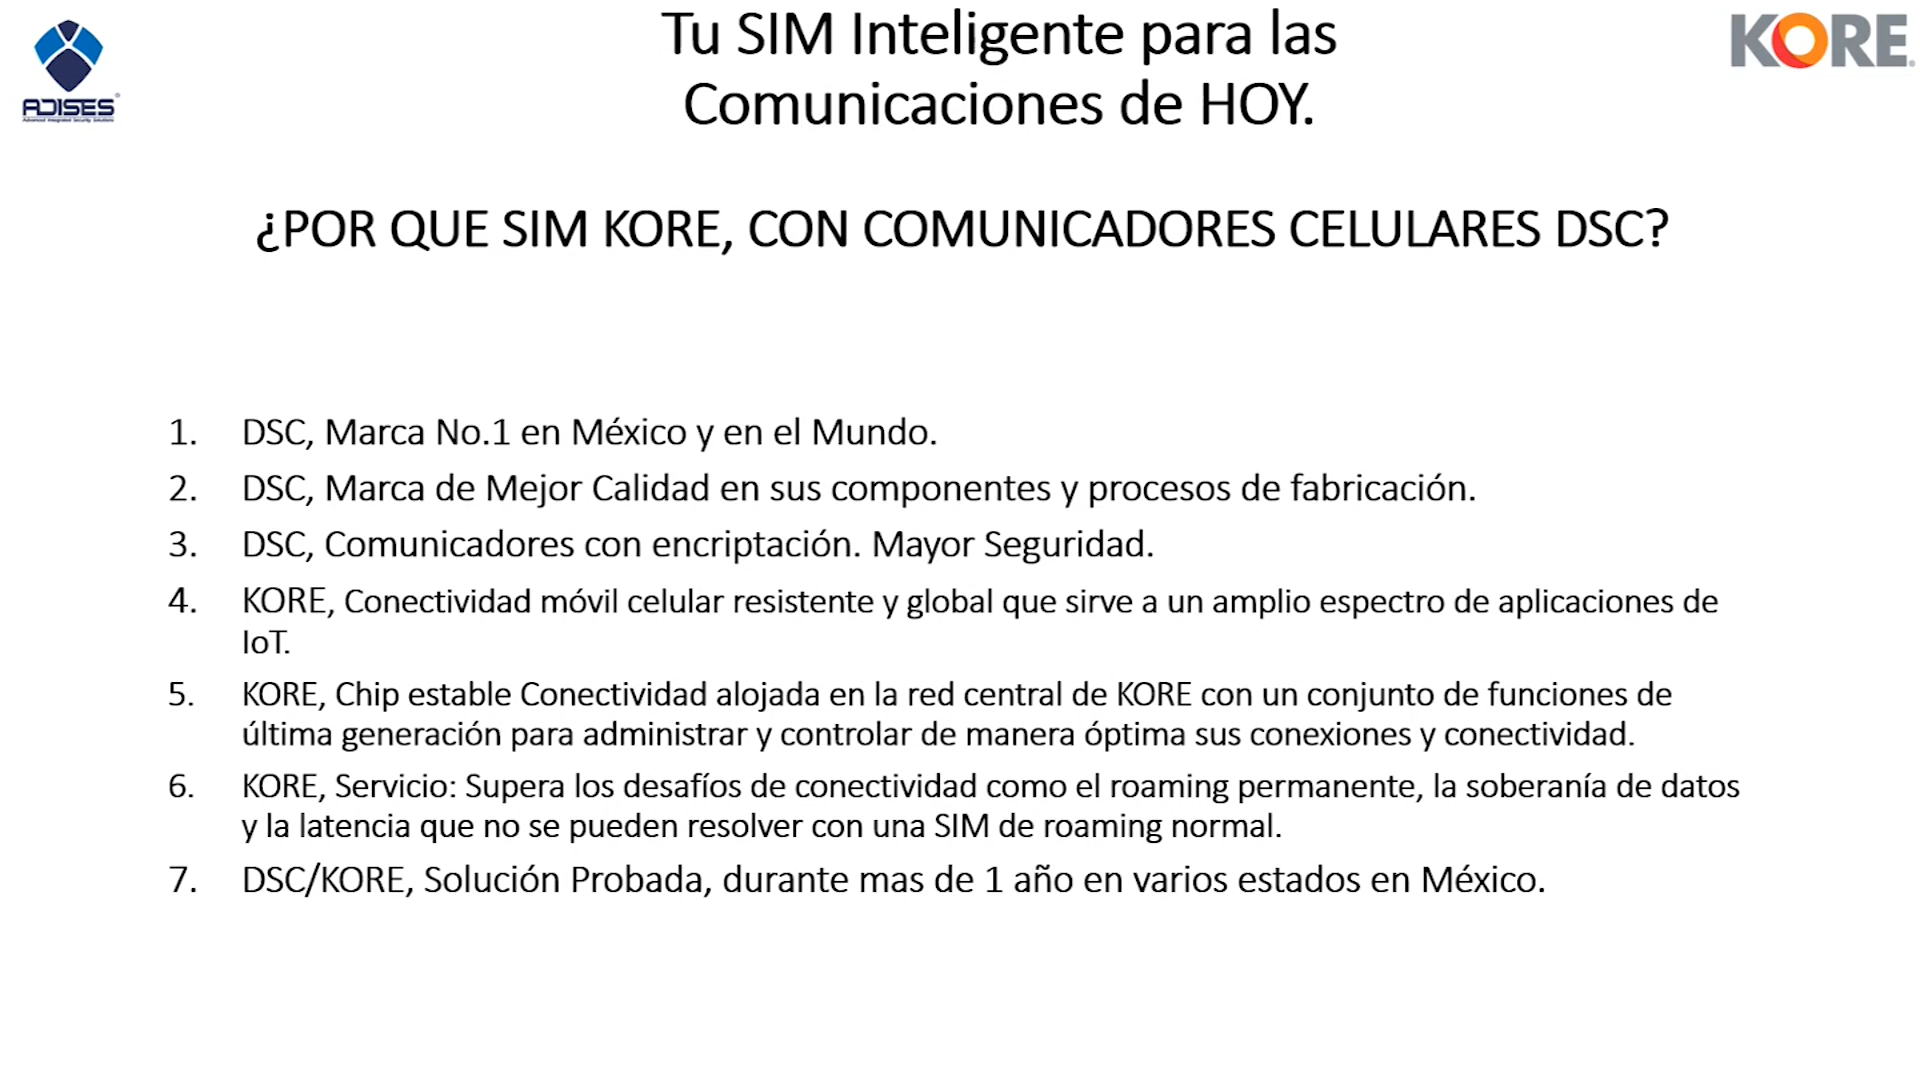 Tu SIM Inteligente para las
Comunicaciones de HOY.
ADISES
Advanced Integrated Security Solutions
KORE
¿POR QUE SIM KORE, CON COMUNICADORES CELULARES DSC?
1. DSC, Marca No.1 en México y en el Mundo.
2. DSC, Marca de Mejor Calidad en sus componentes y procesos de fabricación.
3. DSC, Comunicadores con encriptación. Mayor Seguridad.
4. KORE, Conectividad móvil celular resistente y global que sirve a un amplio espectro de aplicaciones de
IoT.
5. KORE, Chip estable Conectividad alojada en la red central de KORE con un conjunto de funciones de
última generación para administrar y controlar de manera óptima sus conexiones y conectividad.
6. KORE, Servicio: Supera los desafíos de conectividad como el roaming permanente, la soberanía de datos
y la latencia que no se pueden resolver con una SIM de roaming normal.
7. DSC/KORE, Solución Probada, durante mas de 1 año en varios estados en México.